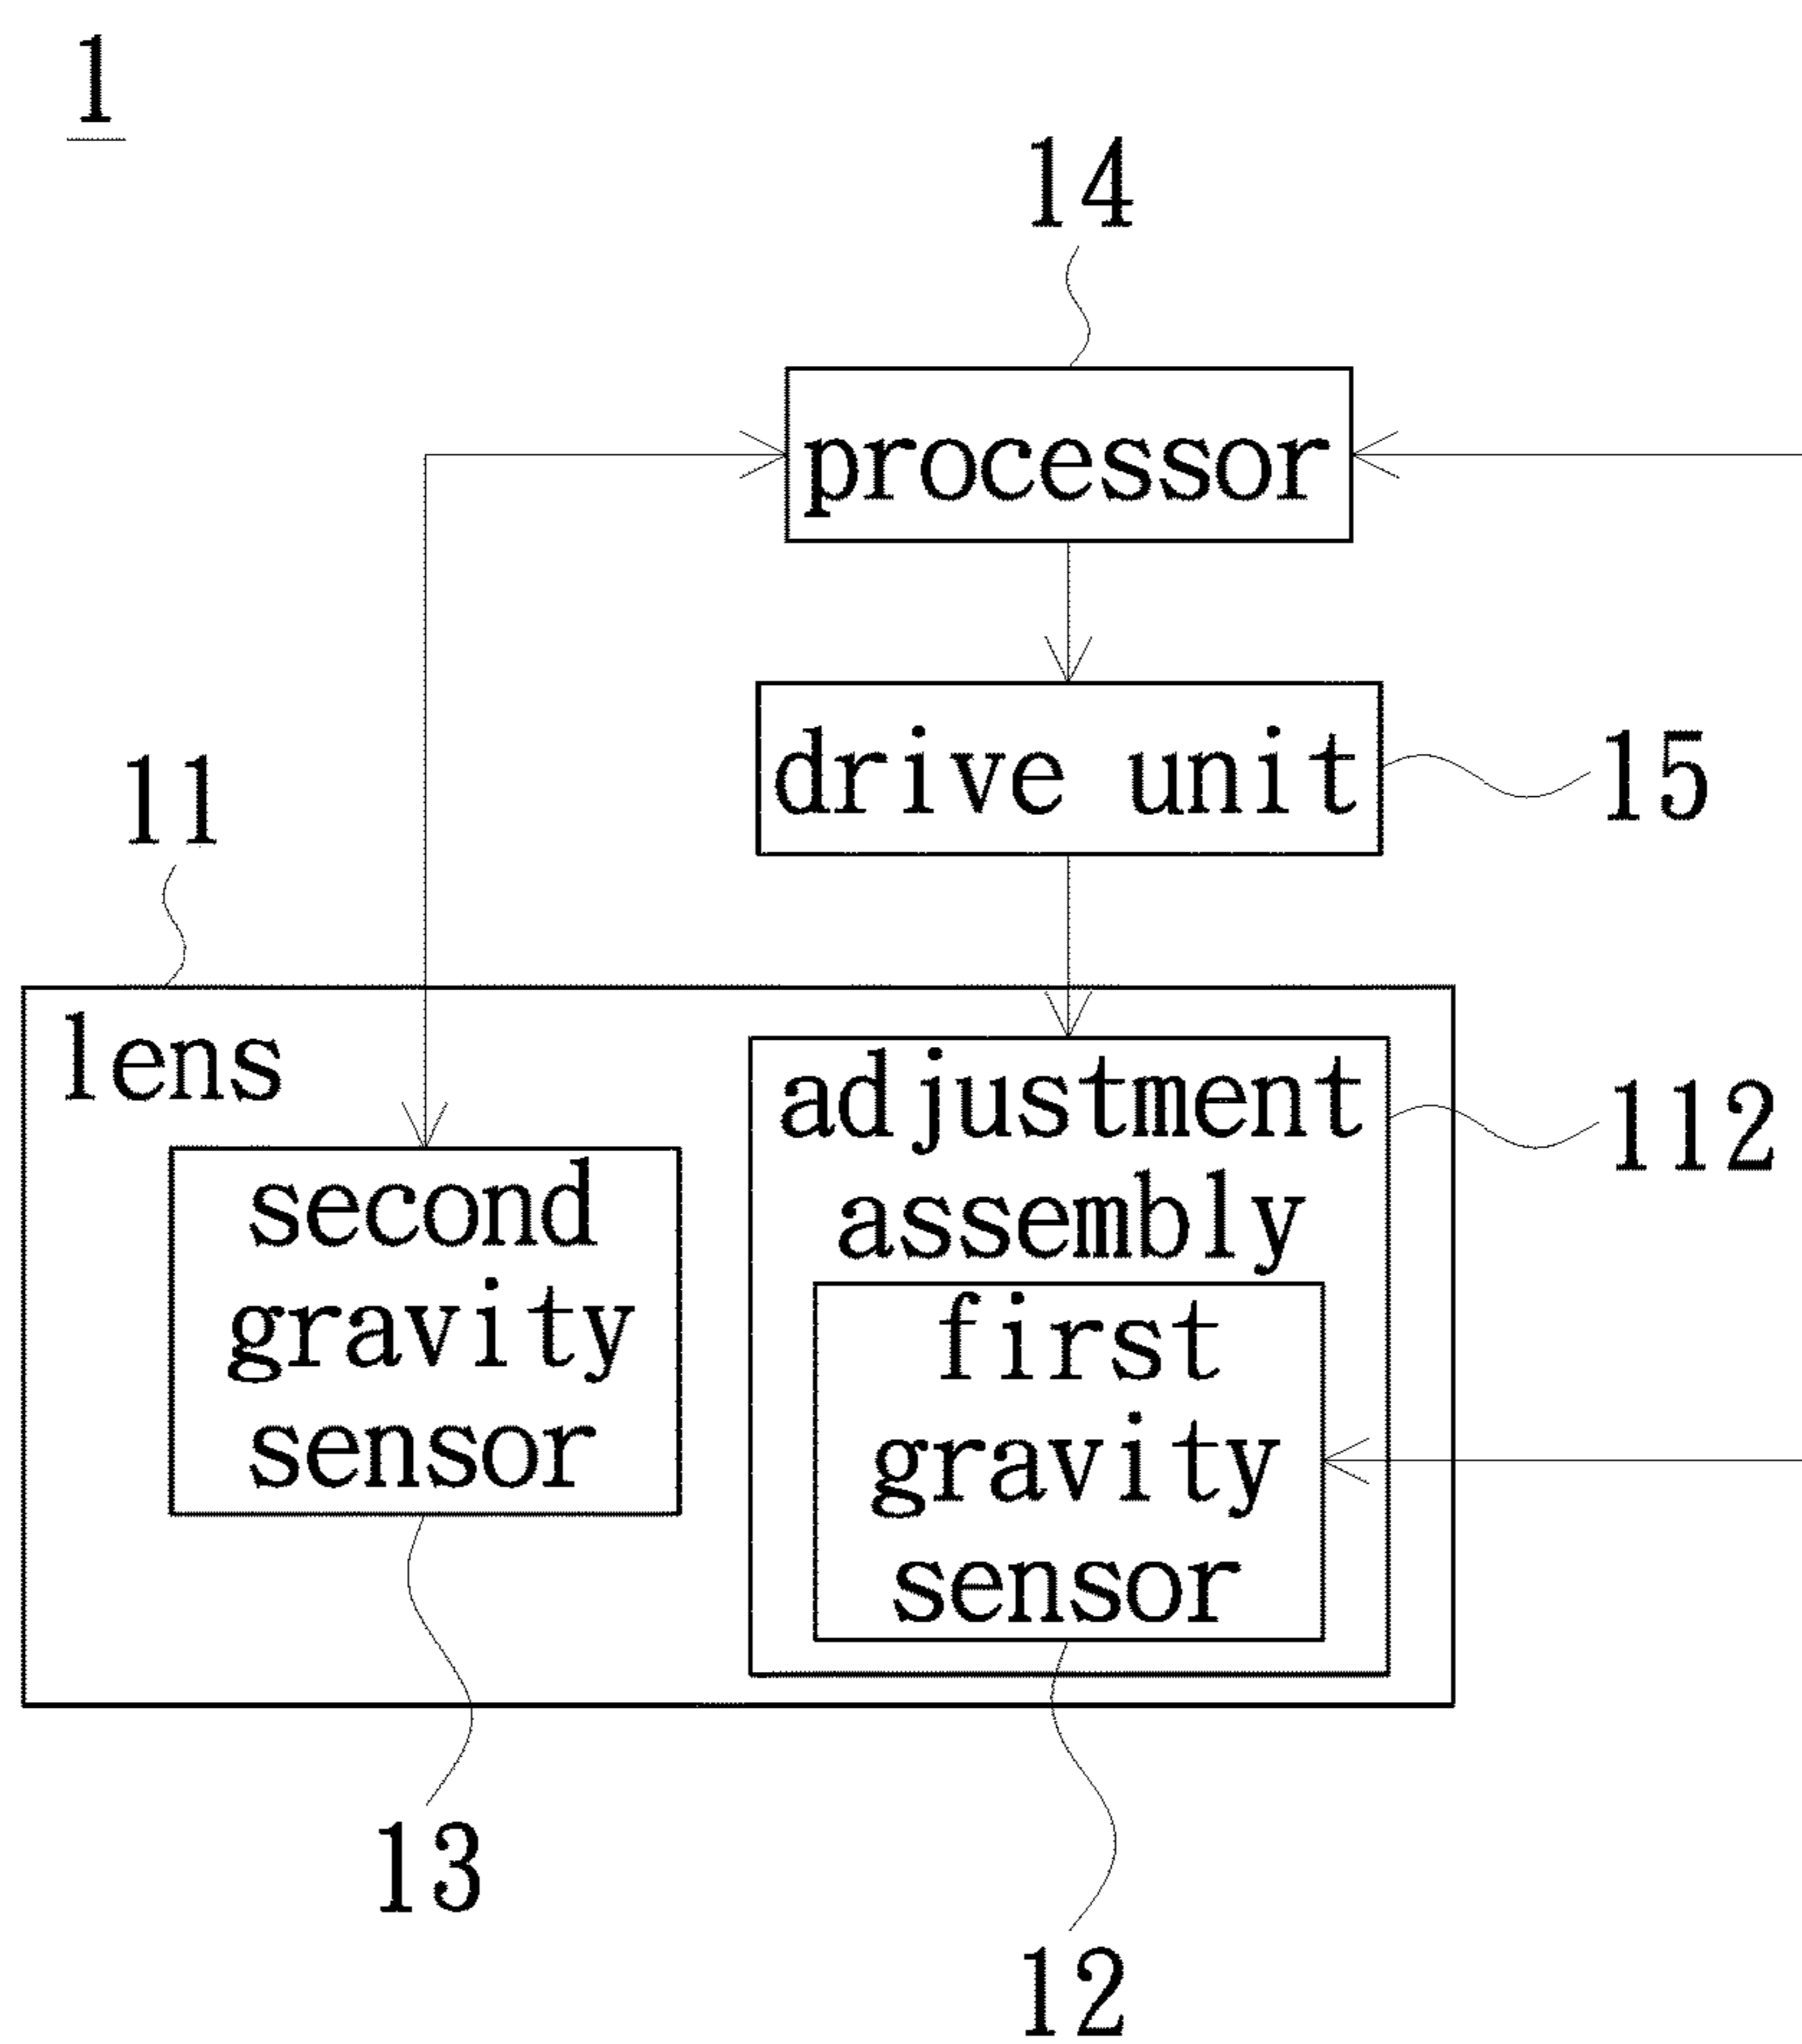 1
14
processor
drive unit
15
11
lens
adjustment
assembly
112
second
gravity
sensor
first
gravity
sensor
13
12